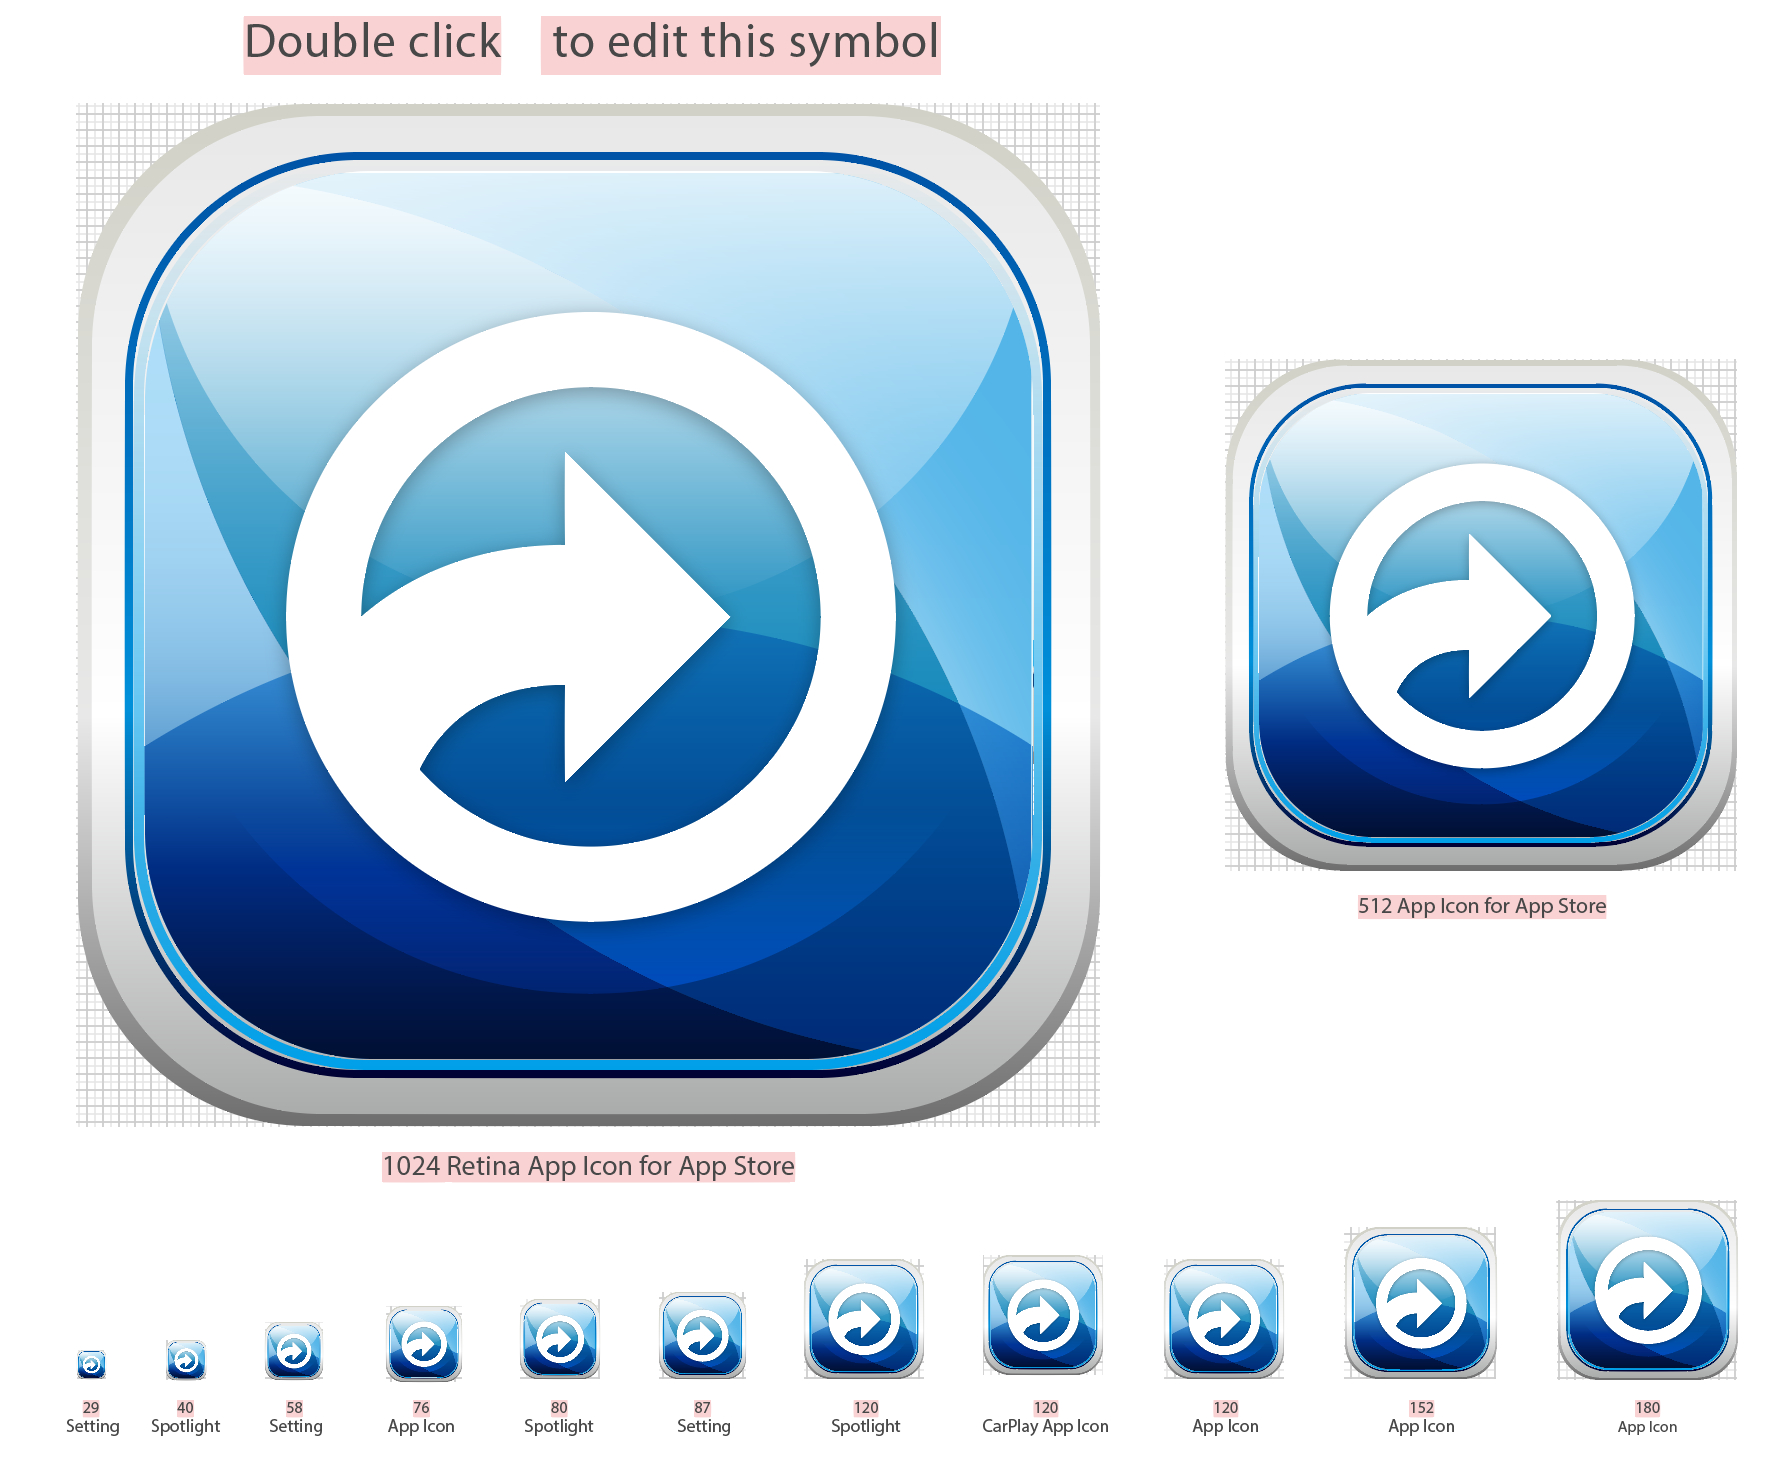 Double click to edit this symbol
512 App Icon for App Store
1024 Retina App Icon for App Store
29 40 58 76 80 87 120 120 120 152 180
Setting Spotlight Setting App Icon Spotlight Setting Spotlight CarPlay App Icon App Icon App Icon App Icon